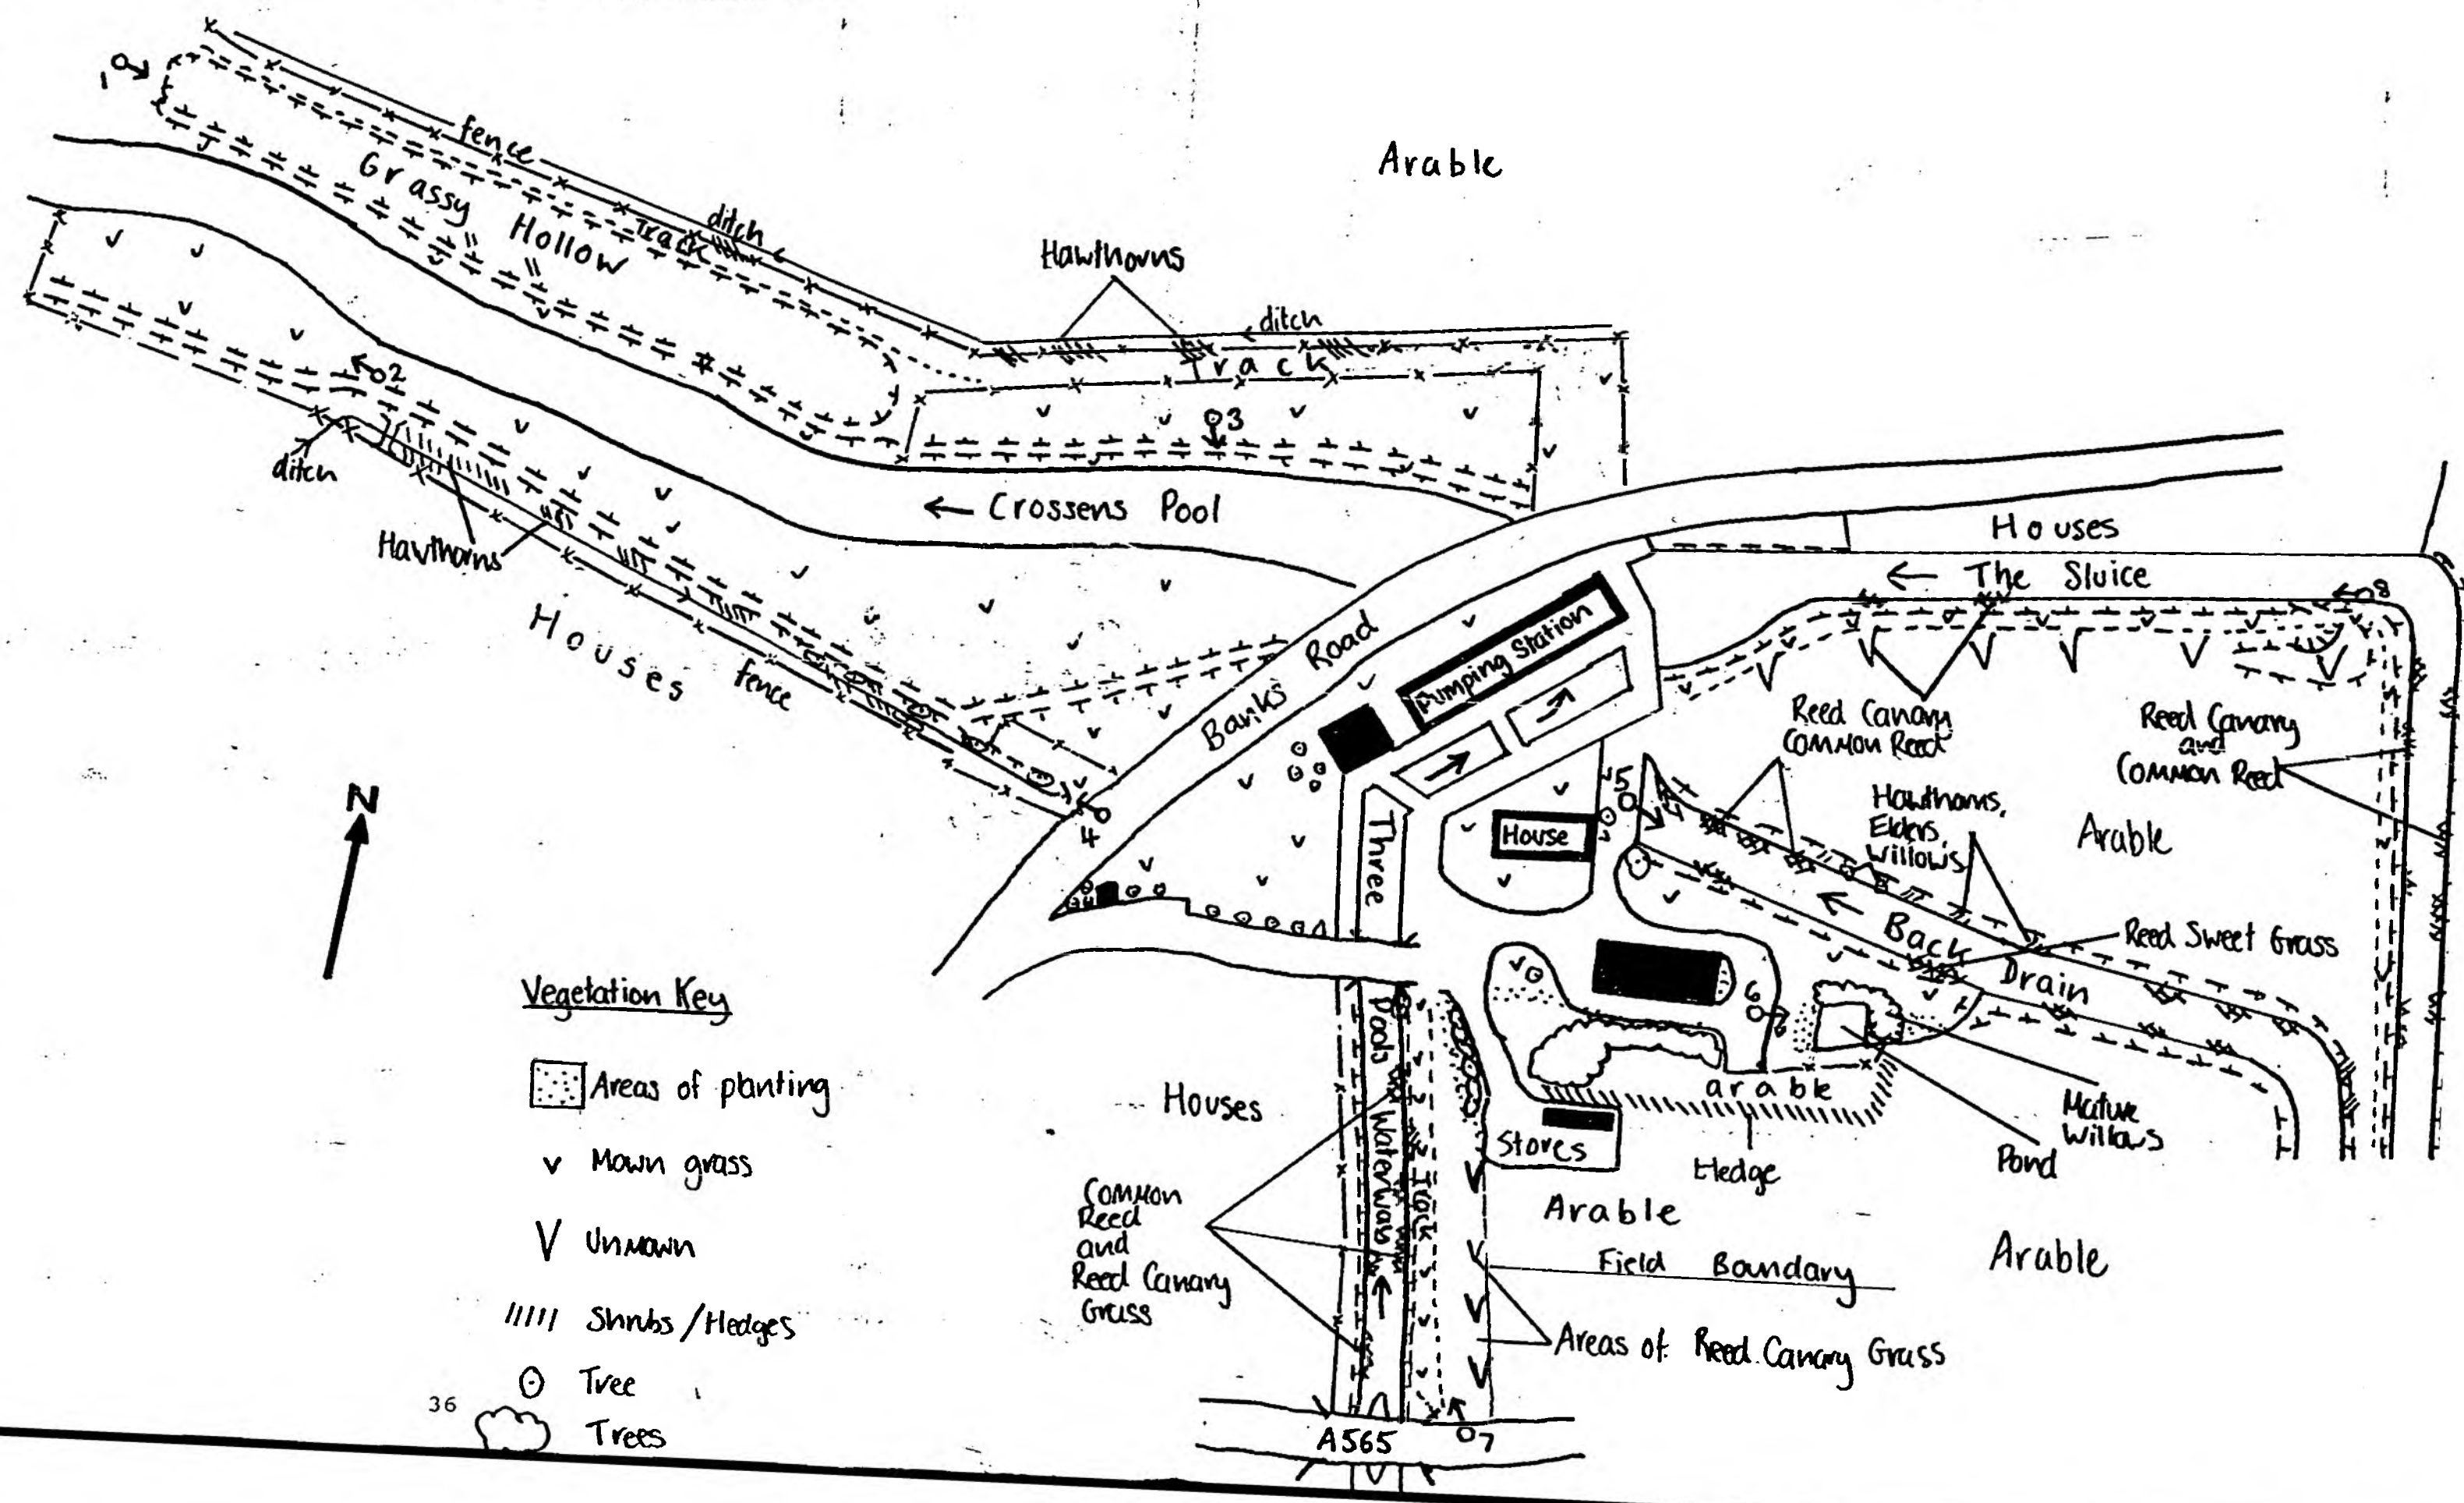 1
fence
Grassy
Hollow
Track
ditch
Arable
Hawthorns
ditch
Track
2
3
ditch
Hawthorns
← Crossens Pool
Houses
fence
Houses
← The Sluice
8
Banks Road
Pumping Station
4
N
Reed Canary
Common Reed
Reed Canary
and
Common Reed
5
House
Hawthorns,
Elders,
Willows
Arable
Three
Pools
Waterway
Track
← Back
Drain
Reed Sweet Grass
6
arable
Stores
Hedge
Mature
Willows
Pond
Vegetation Key
Areas of planting
v Mown grass
V Unmown
Shrubs/Hedges
Tree
Trees
Houses
Common
Reed
and
Reed Canary
Grass
Arable
Field Boundary
Arable
Areas of Reed Canary Grass
A565
7
36